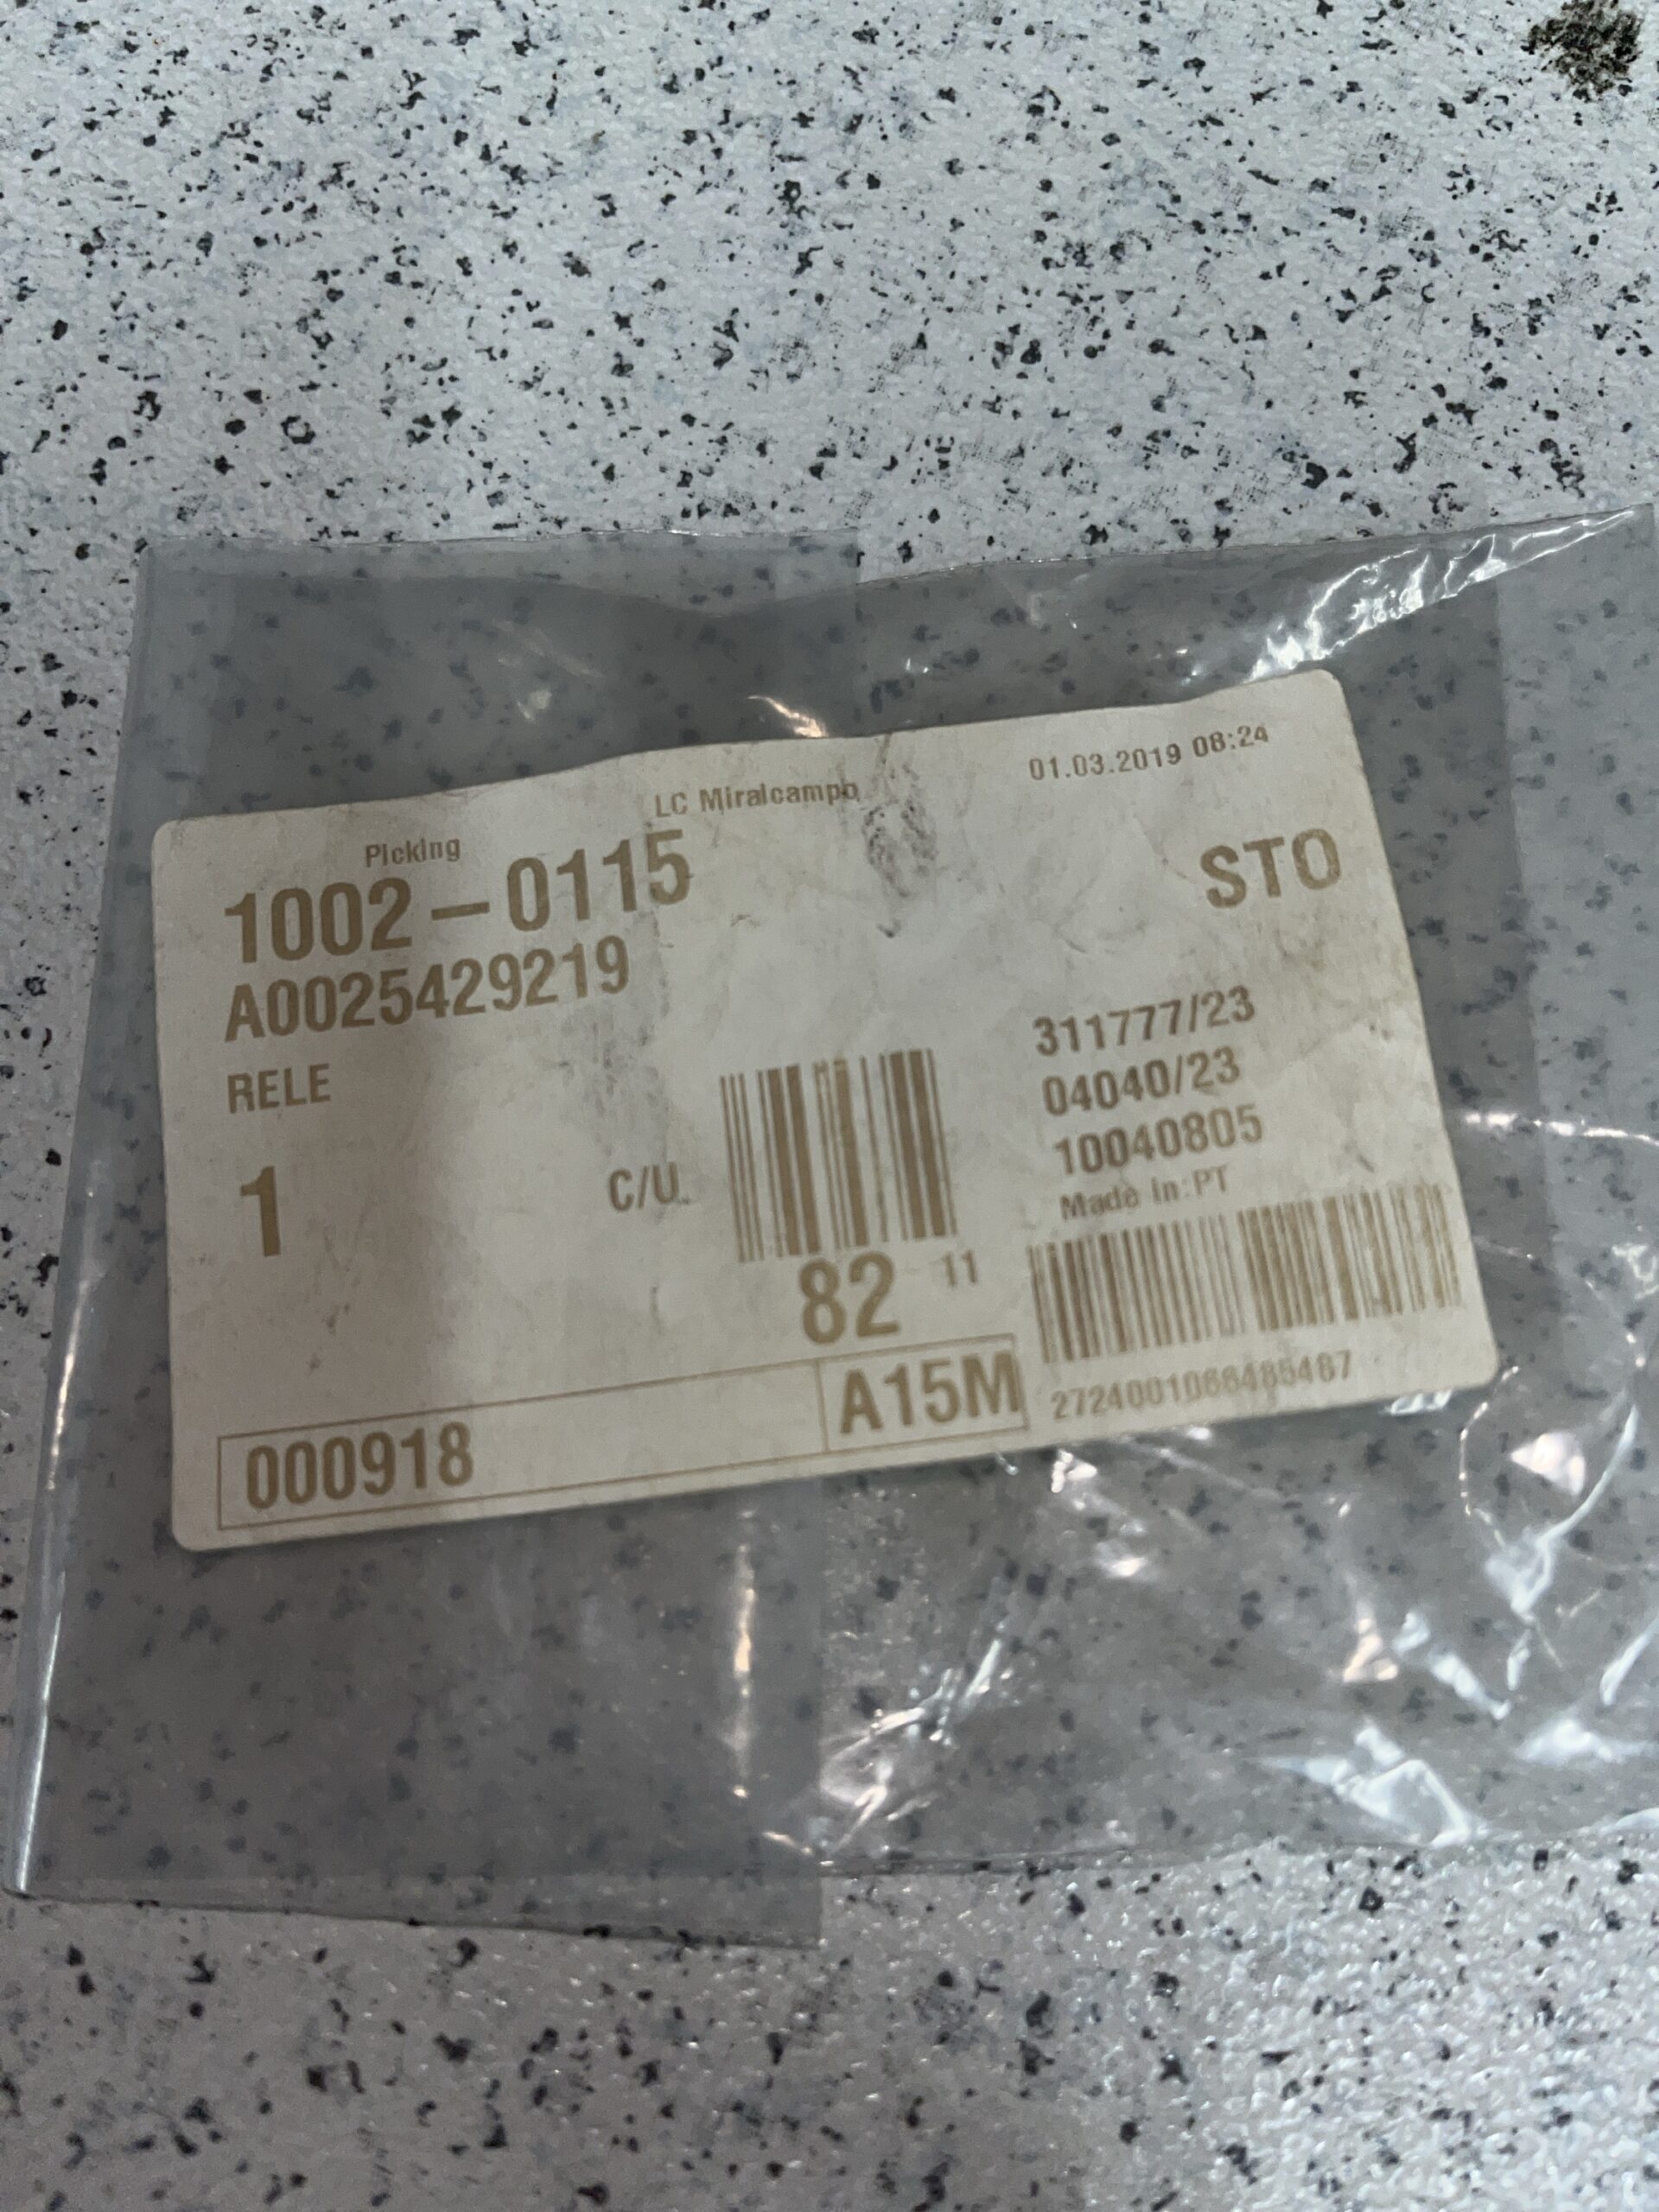 LC Miralcampo
01.03.2019 08:24
Picking
1002-0115
STO
A0025429219
RELE
311777/23
04040/23
10040805
Made in: PT
1
C/U.
82 11
000918
A15M
2724001066485487